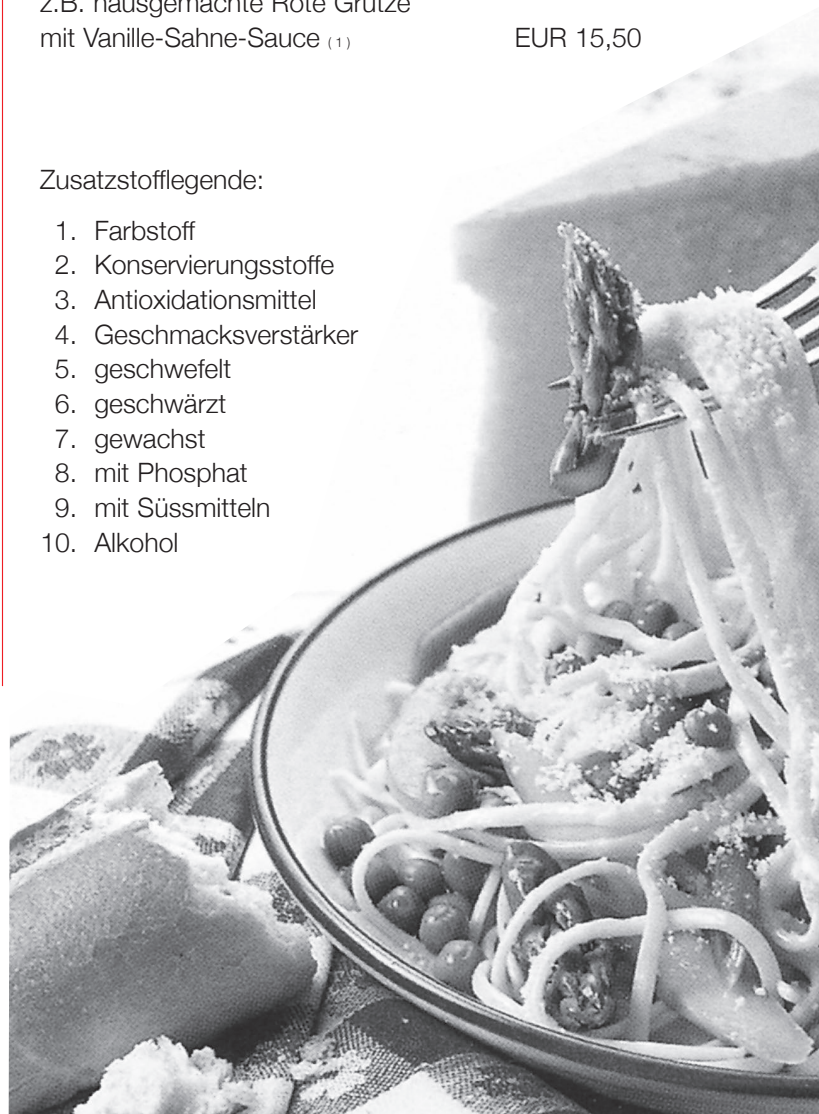 z.B. hausgemachte Rote Grütze
mit Vanille-Sahne-Sauce (1) EUR 15,50
Zusatzstofflegende:
1. Farbstoff
2. Konservierungsstoffe
3. Antioxidationsmittel
4. Geschmacksverstärker
5. geschwefelt
6. geschwärzt
7. gewachst
8. mit Phosphat
9. mit Süssmitteln
10. Alkohol